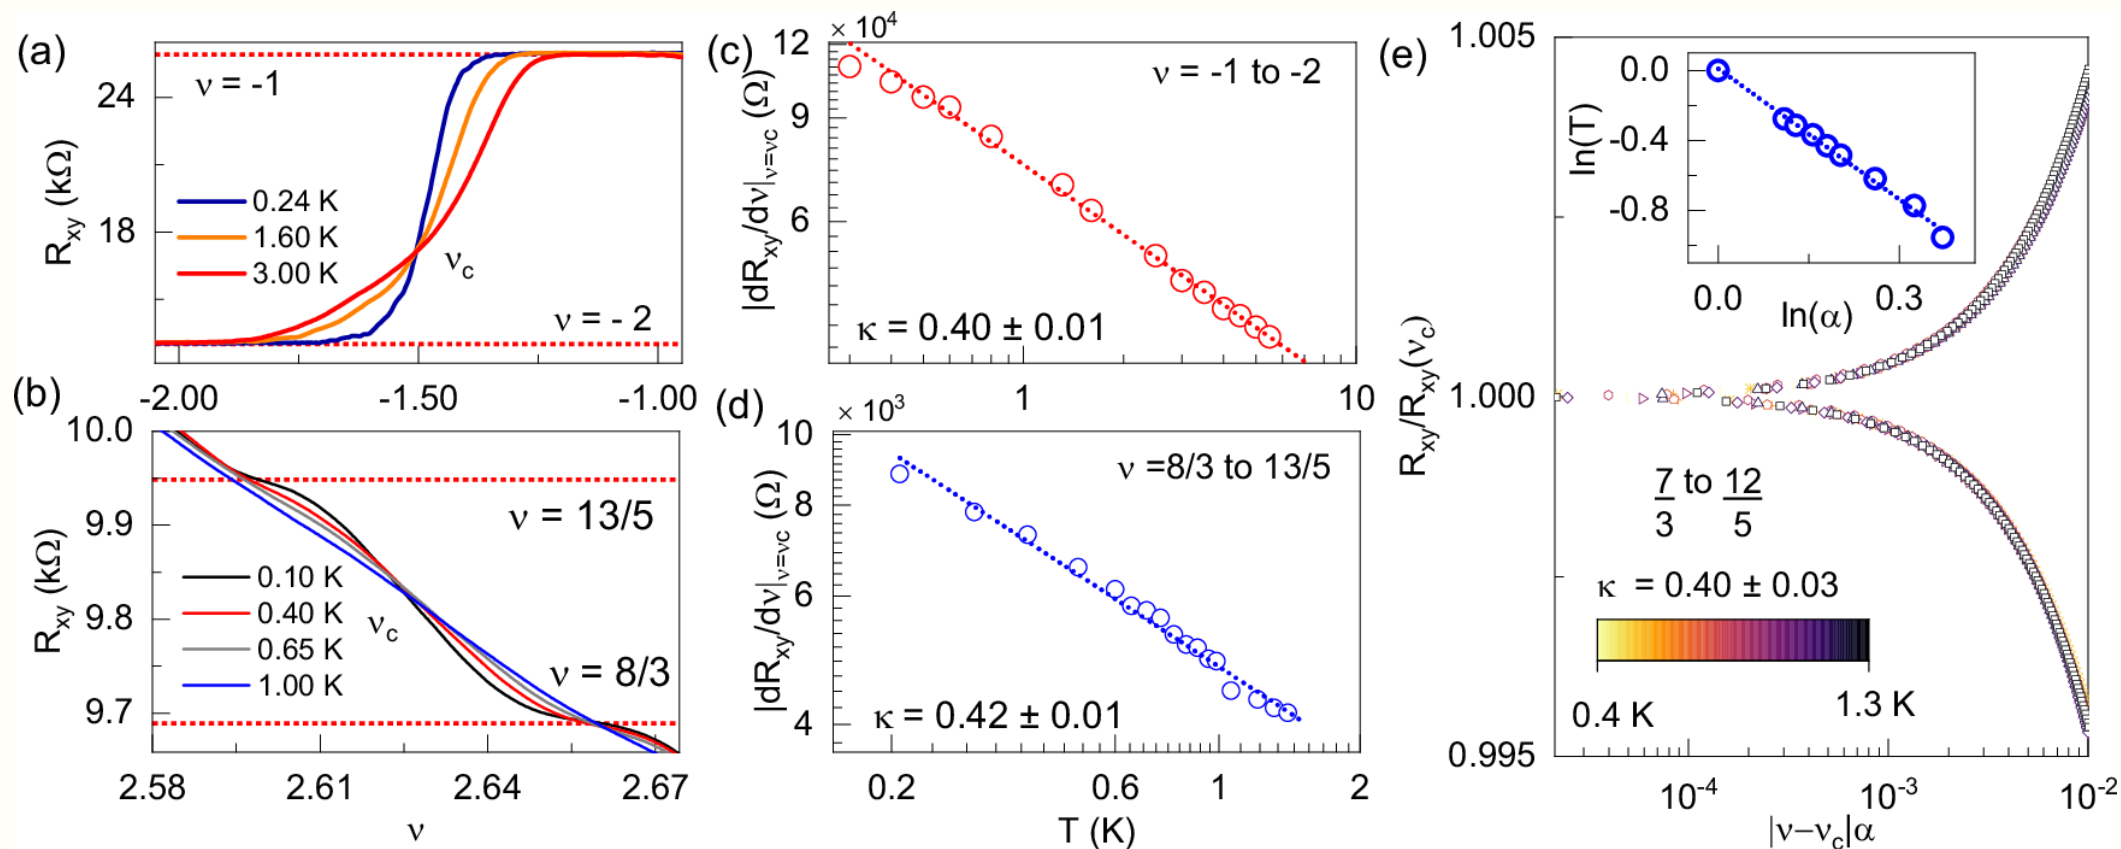 (a)
ν = -1
24
18
R_xy (kΩ)
0.24 K
1.60 K
3.00 K
ν_c
ν = - 2
-2.00
-1.50
-1.00
(b)
10.0
9.9
9.8
9.7
R_xy (kΩ)
ν = 13/5
0.10 K
0.40 K
0.65 K
1.00 K
ν_c
ν = 8/3
2.58
2.61
2.64
2.67
ν
(c)
× 10⁴
12
9
6
|dR_xy/dν|_ν=νc (Ω)
ν = -1 to -2
κ = 0.40 ± 0.01
1
10
(d)
× 10³
10
8
6
4
|dR_xy/dν|_ν=νc (Ω)
ν =8/3 to 13/5
κ = 0.42 ± 0.01
0.2
0.6
1
2
T (K)
(e)
1.005
1.000
0.995
R_xy/R_xy(ν_c)
0.0
-0.4
-0.8
ln(T)
0.0
0.3
ln(α)
7/3 to 12/5
κ = 0.40 ± 0.03
0.4 K
1.3 K
10⁻⁴
10⁻³
10⁻²
|ν−ν_c|α